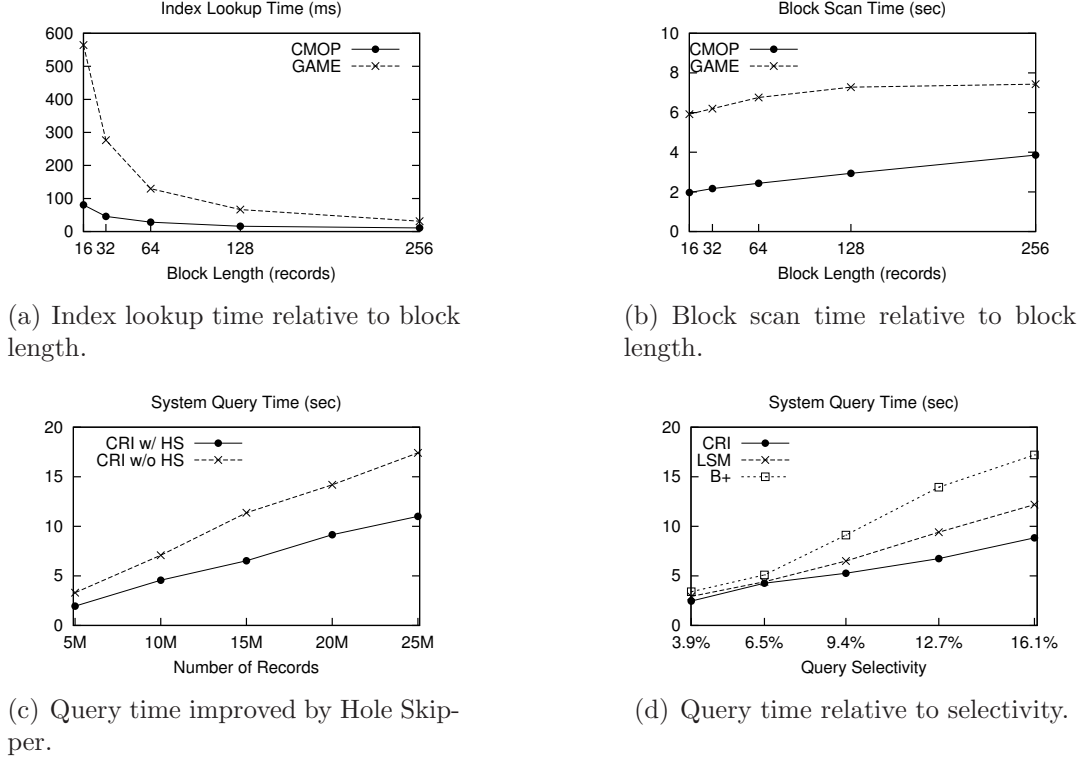 Index Lookup Time (ms)
600
500
400
300
200
100
0
CMOP
GAME
16 32 64 128 256
Block Length (records)
(a) Index lookup time relative to block
length.
Block Scan Time (sec)
10
8
6
4
2
0
CMOP
GAME
16 32 64 128 256
Block Length (records)
(b) Block scan time relative to block
length.
System Query Time (sec)
20
15
10
5
0
CRI w/ HS
CRI w/o HS
5M 10M 15M 20M 25M
Number of Records
(c) Query time improved by Hole Skip-
per.
System Query Time (sec)
20
15
10
5
0
CRI
LSM
B+
3.9% 6.5% 9.4% 12.7% 16.1%
Query Selectivity
(d) Query time relative to selectivity.